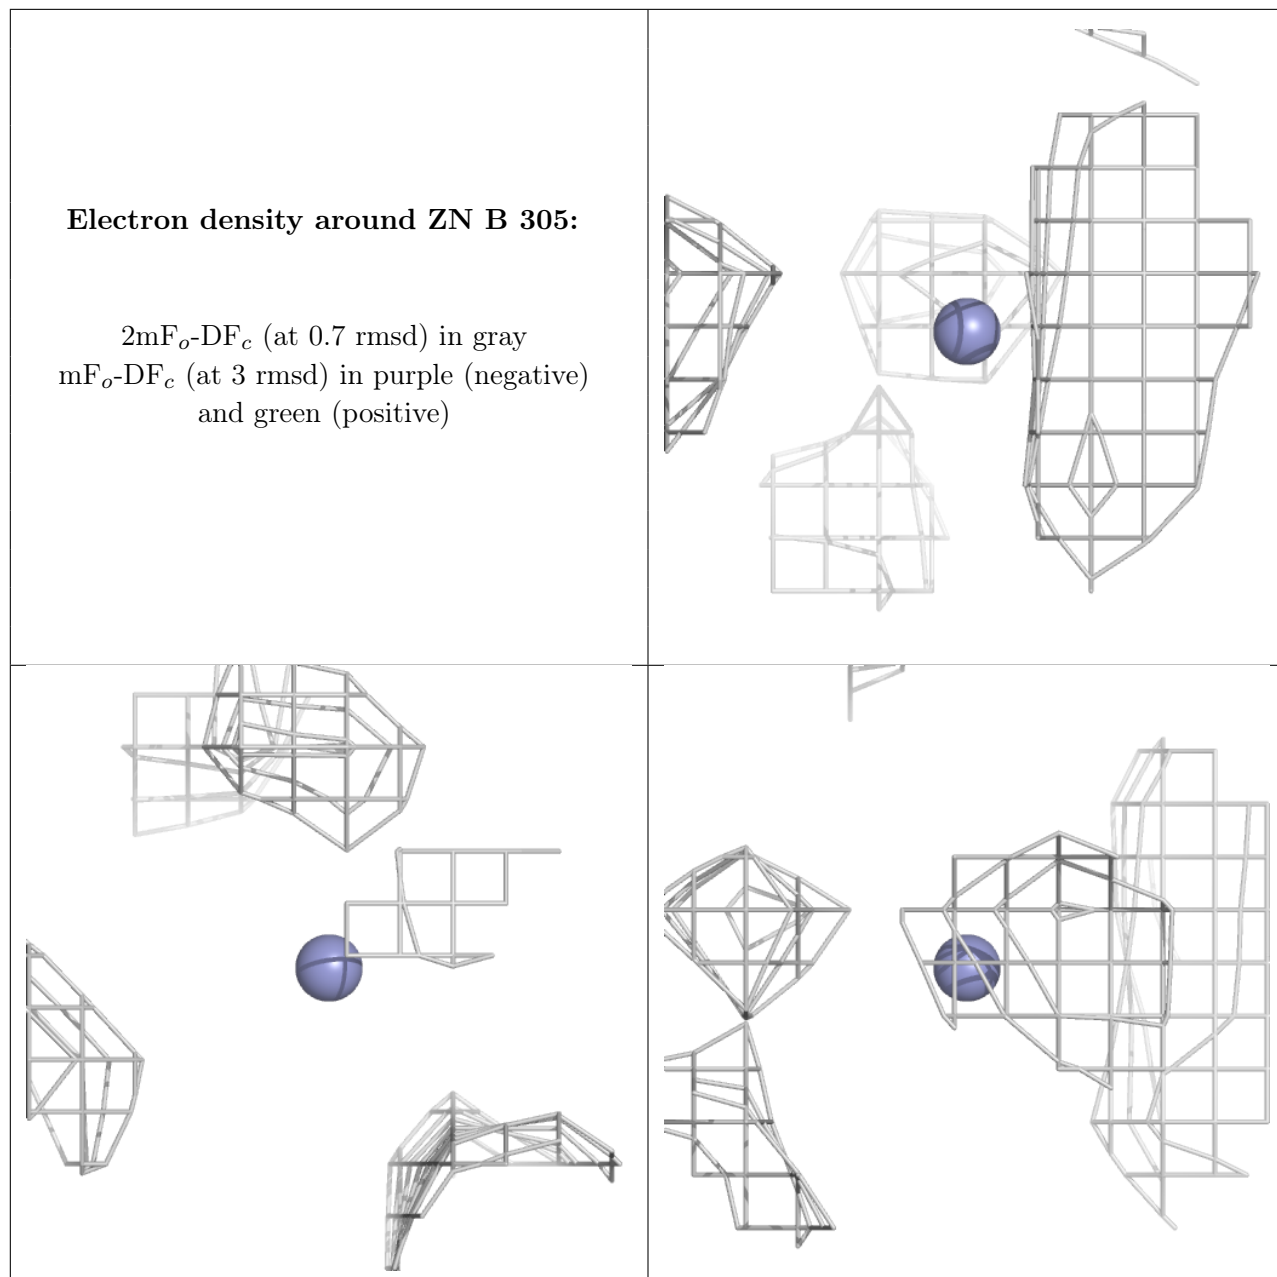 Electron density around ZN B 305:
2mFo-DFc (at 0.7 rmsd) in gray
mFo-DFc (at 3 rmsd) in purple (negative)
and green (positive)